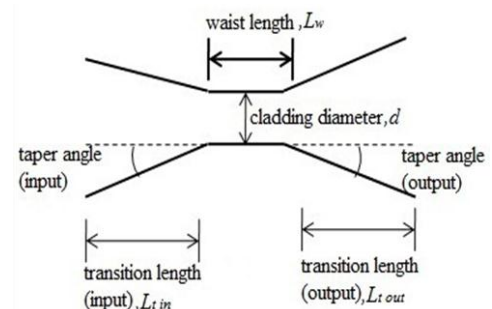 waist length ,Lw
cladding diameter,d
taper angle
(input)
taper angle
(output)
transition length
(input),Lt in
transition length
(output),Lt out